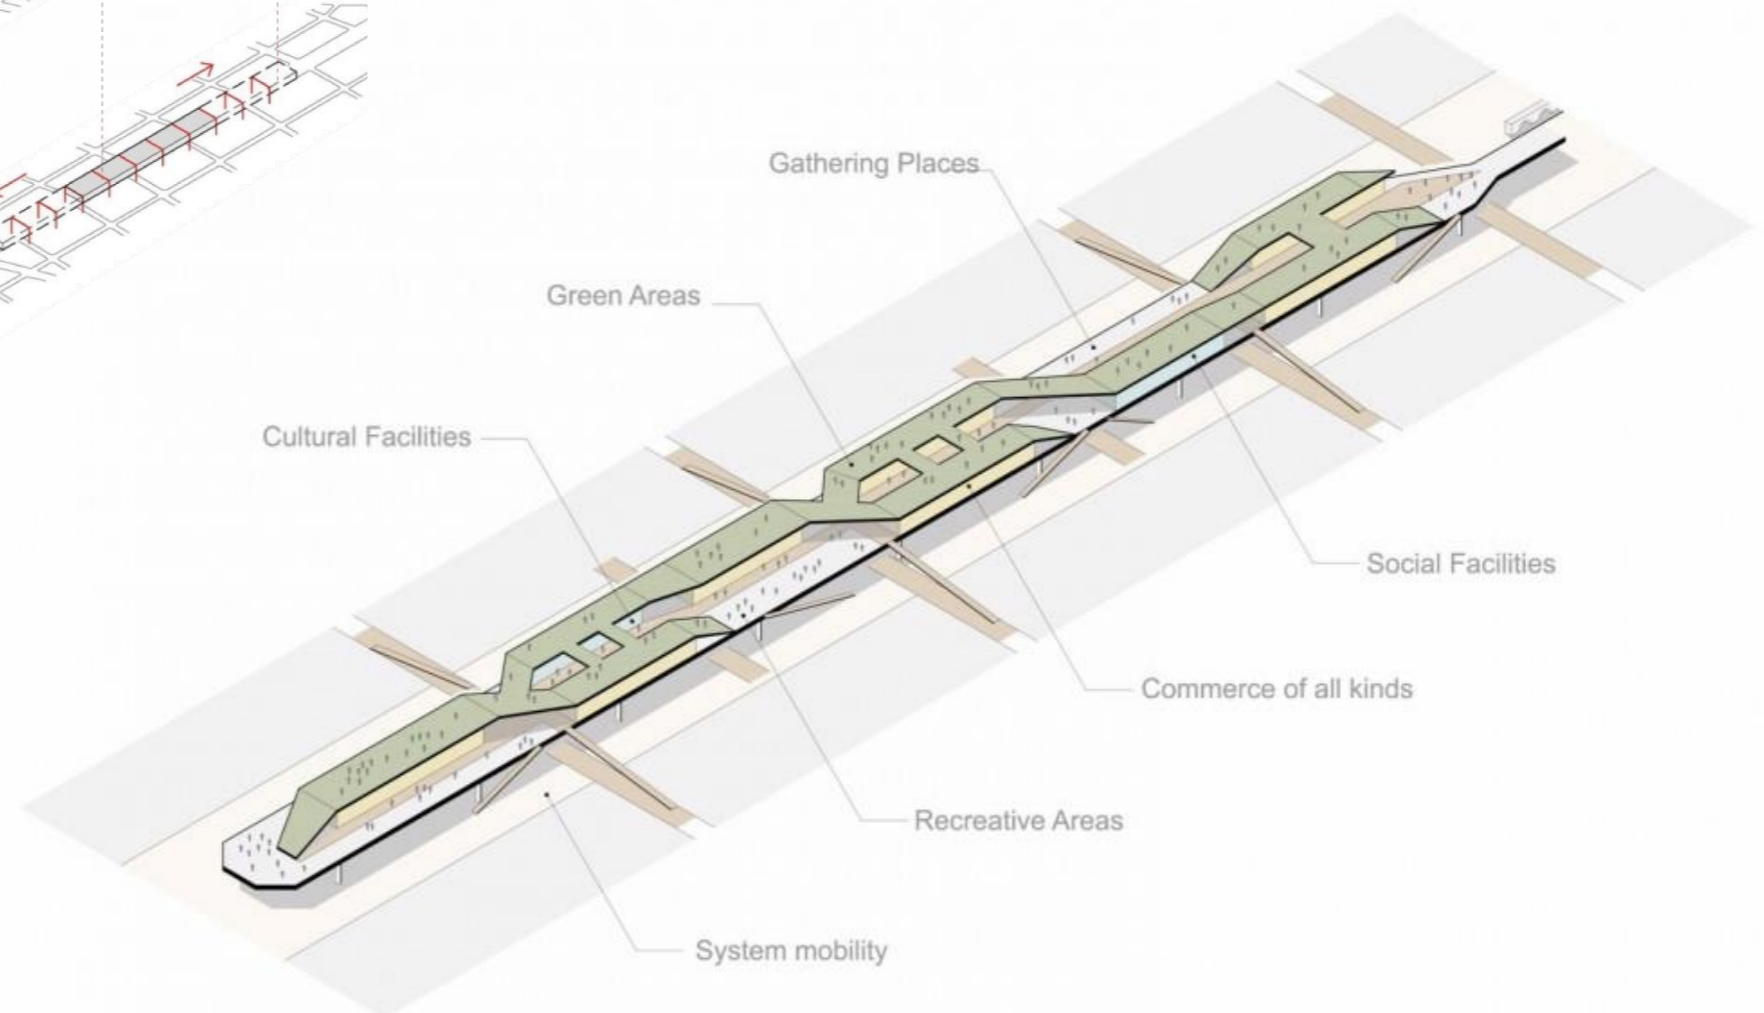 Gathering Places
Green Areas
Cultural Facilities
Social Facilities
Commerce of all kinds
Recreative Areas
System mobility